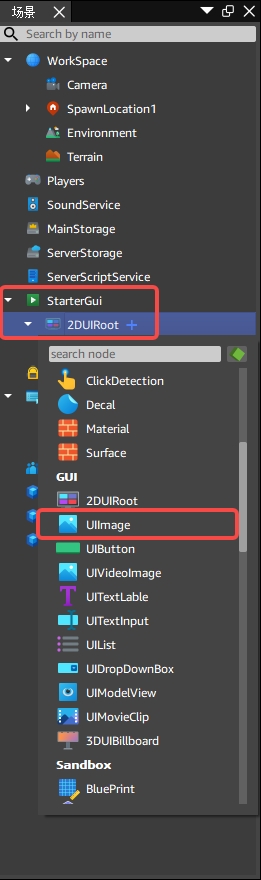 场景
Search by name
WorkSpace
Camera
SpawnLocation1
Environment
Terrain
Players
SoundService
MainStorage
ServerStorage
ServerScriptService
StarterGui
2DUIRoot
search node
ClickDetection
Decal
Material
Surface
GUI
2DUIRoot
UIImage
UIButton
UIVideoImage
UITextLable
UITextInput
UIList
UIDropDownBox
UIModelView
UIMovieClip
3DUIBillboard
Sandbox
BluePrint